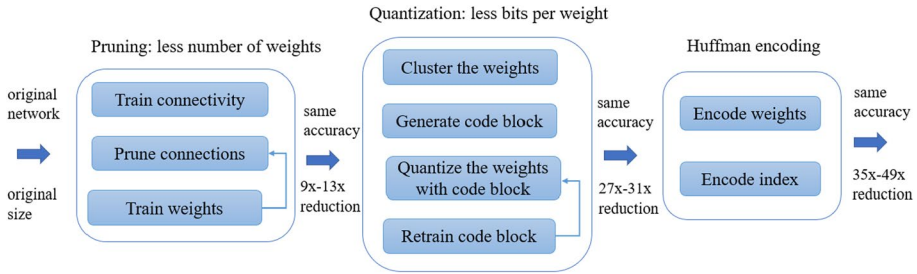 Quantization: less bits per weight
Pruning: less number of weights
Huffman encoding
original
network
original
size
Train connectivity
Prune connections
Train weights
same
accuracy
9x-13x
reduction
Cluster the weights
Generate code block
Quantize the weights
with code block
Retrain code block
same
accuracy
27x-31x
reduction
Encode weights
Encode index
same
accuracy
35x-49x
reduction